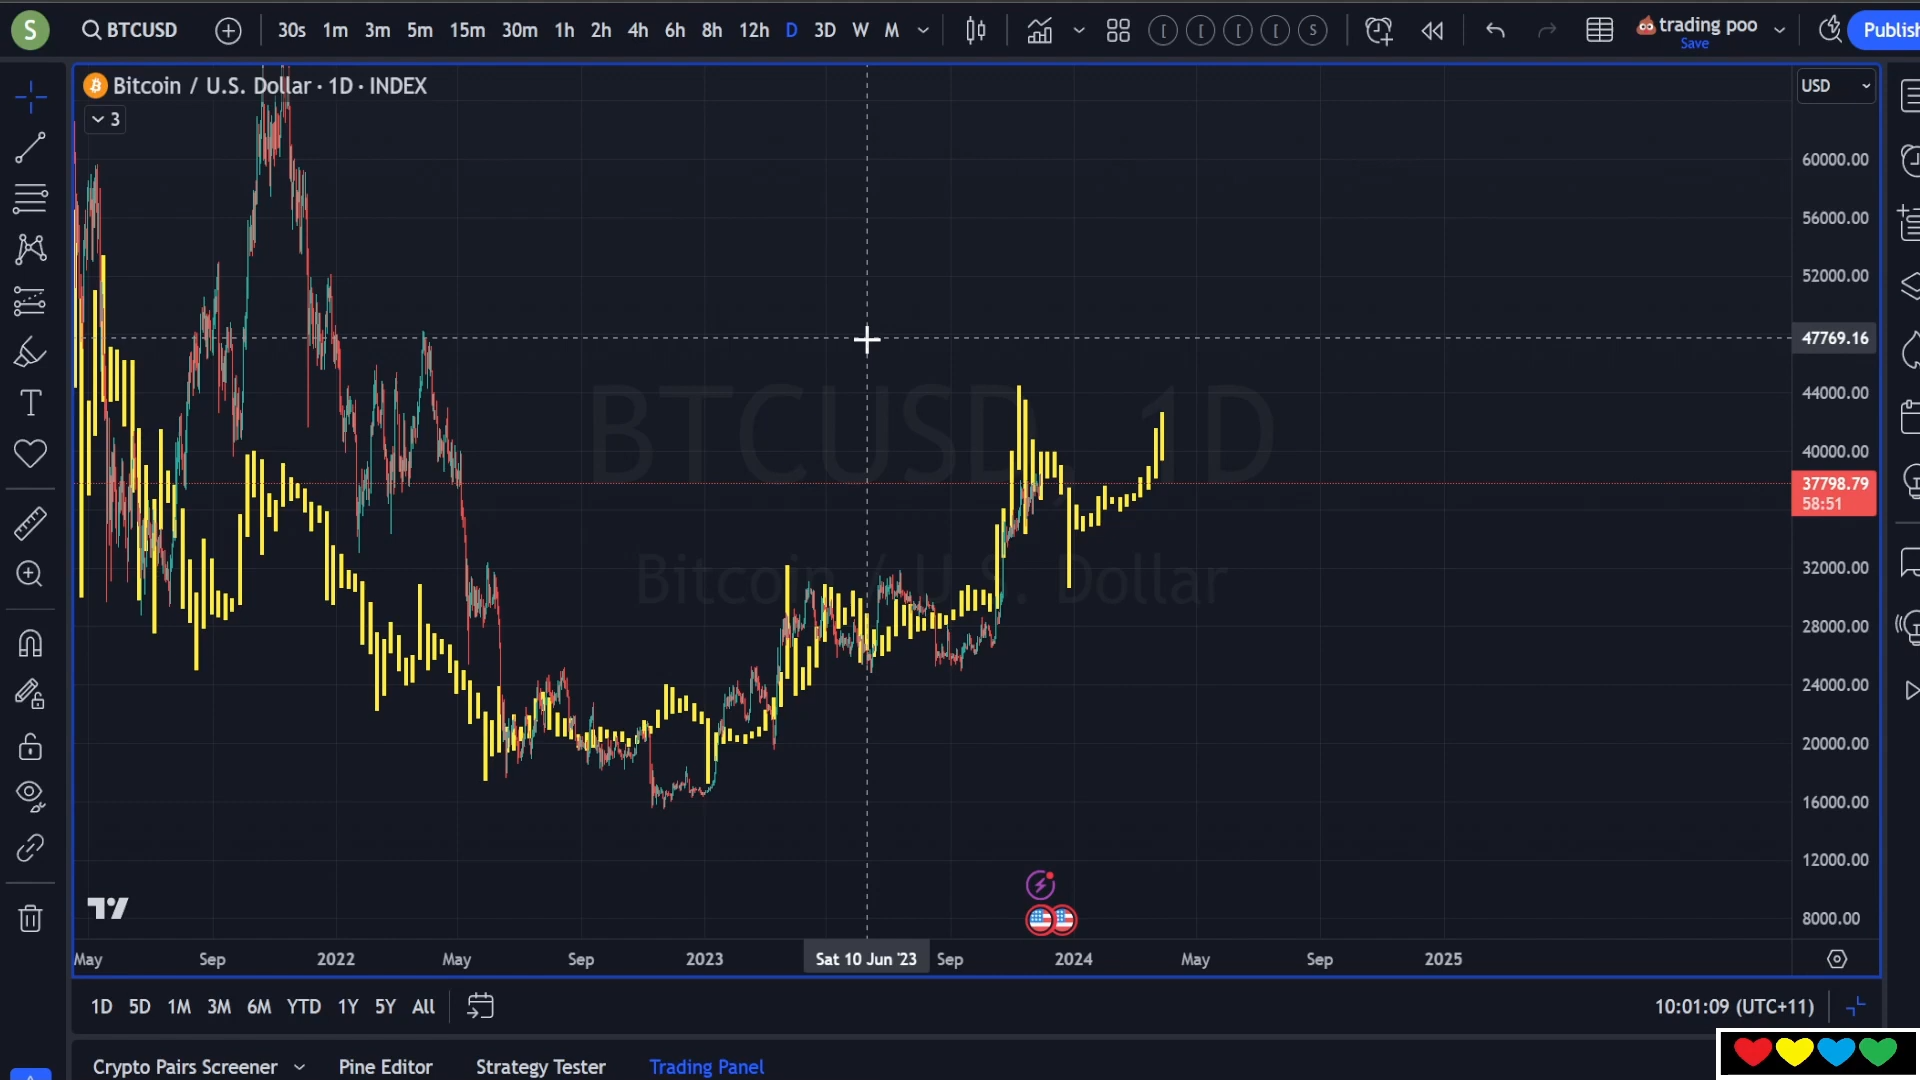 S BTCUSD 30s 1m 3m 5m 15m 30m 1h 2h 4h 6h 8h 12h D 3D W M [ [ [ [ S trading poo Publish
Save
Bitcoin / U.S. Dollar · 1D · INDEX
3
USD
60000.00
56000.00
52000.00
47769.16
44000.00
40000.00
37798.79
58:51
32000.00
28000.00
24000.00
20000.00
16000.00
12000.00
8000.00
BTCUSD, 1D
Bitcoin / U.S. Dollar
May Sep 2022 May Sep 2023 Sat 10 Jun '23 Sep 2024 May Sep 2025
1D 5D 1M 3M 6M YTD 1Y 5Y All 10:01:09 (UTC+11)
Crypto Pairs Screener Pine Editor Strategy Tester Trading Panel